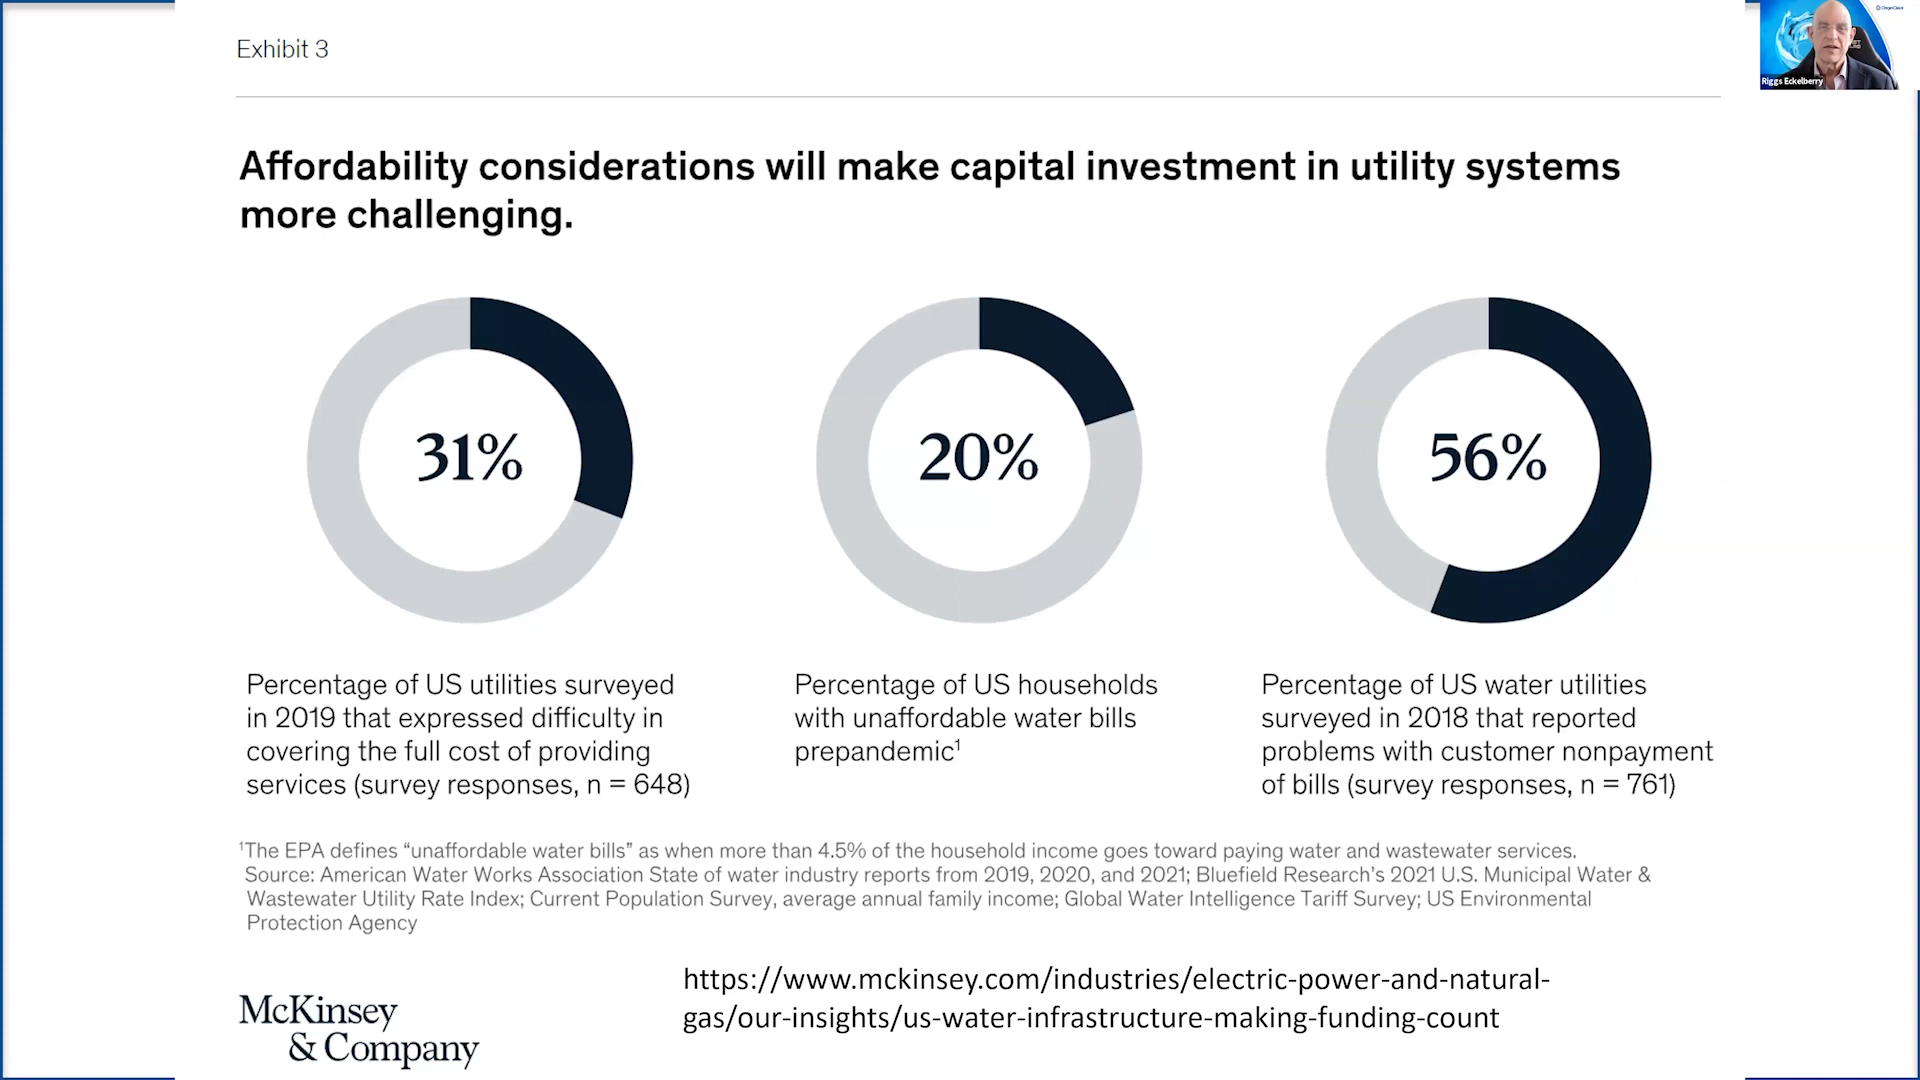 Exhibit 3
Riggs Eckelberry
Affordability considerations will make capital investment in utility systems
more challenging.
31%
20%
56%
Percentage of US utilities surveyed
in 2019 that expressed difficulty in
covering the full cost of providing
services (survey responses, n = 648)
Percentage of US households
with unaffordable water bills
prepandemic¹
Percentage of US water utilities
surveyed in 2018 that reported
problems with customer nonpayment
of bills (survey responses, n = 761)
¹The EPA defines “unaffordable water bills” as when more than 4.5% of the household income goes toward paying water and wastewater services.
Source: American Water Works Association State of water industry reports from 2019, 2020, and 2021; Bluefield Research’s 2021 U.S. Municipal Water &
Wastewater Utility Rate Index; Current Population Survey, average annual family income; Global Water Intelligence Tariff Survey; US Environmental
Protection Agency
McKinsey
& Company
https://www.mckinsey.com/industries/electric-power-and-natural-
gas/our-insights/us-water-infrastructure-making-funding-count